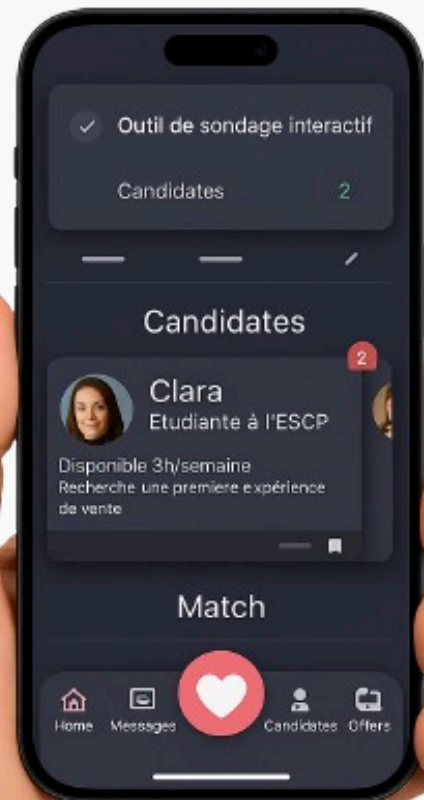 Outil de sondage interactif
Candidates 2
Candidates
2
Clara
Etudiante à l'ESCP
Disponible 3h/semaine
Recherche une premiere expérience
de vente
Match
Home Messages Candidates Offers